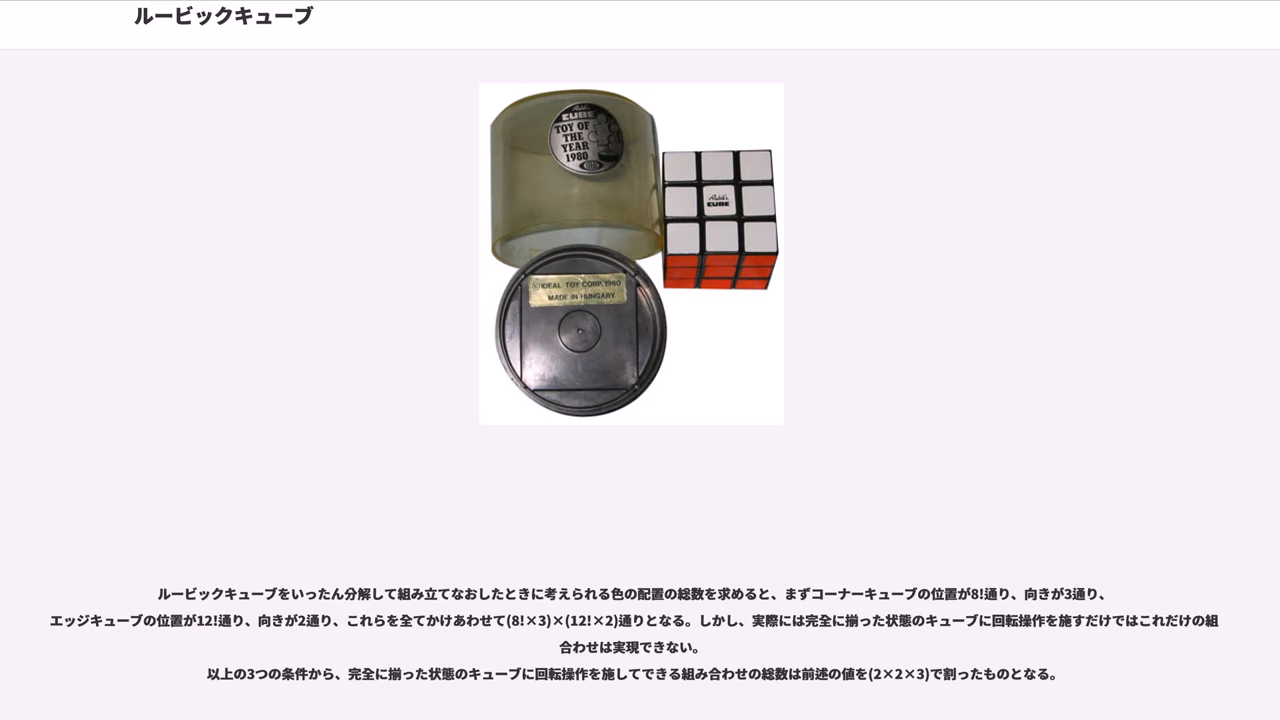 ルービックキューブ
Rubik's
CUBE
TOY OF
THE
YEAR
1980
Rubik's
CUBE
©IDEAL TOY CORP. 1980
MADE IN HUNGARY
ルービックキューブをいったん分解して組み立てなおしたときに考えられる色の配置の総数を求めると、まずコーナーキューブの位置が8!通り、向きが3通り、
エッジキューブの位置が12!通り、向きが2通り、これらを全てかけあわせて(8!×3)×(12!×2)通りとなる。しかし、実際には完全に揃った状態のキューブに回転操作を施すだけではこれだけの組
合わせは実現できない。
以上の3つの条件から、完全に揃った状態のキューブに回転操作を施してできる組み合わせの総数は前述の値を(2×2×3)で割ったものとなる。